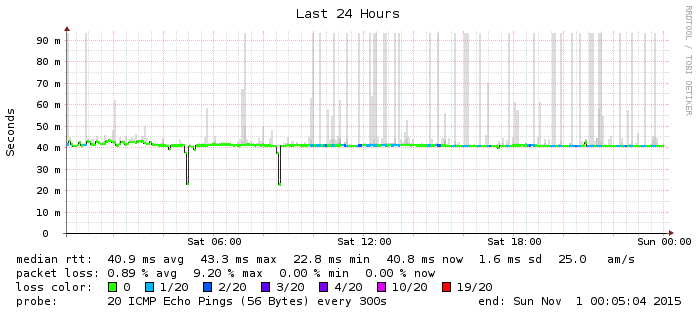 Last 24 Hours
RRDTOOL / TOBI OETIKER
Seconds
90 m
80 m
70 m
60 m
50 m
40 m
30 m
20 m
10 m
0
Sat 06:00 Sat 12:00 Sat 18:00 Sun 00:00
median rtt: 40.9 ms avg 43.3 ms max 22.8 ms min 40.8 ms now 1.6 ms sd 25.0 am/s
packet loss: 0.89 % avg 9.20 % max 0.00 % min 0.00 % now
loss color: 0 1/20 2/20 3/20 4/20 10/20 19/20
probe: 20 ICMP Echo Pings (56 Bytes) every 300s end: Sun Nov 1 00:05:04 2015